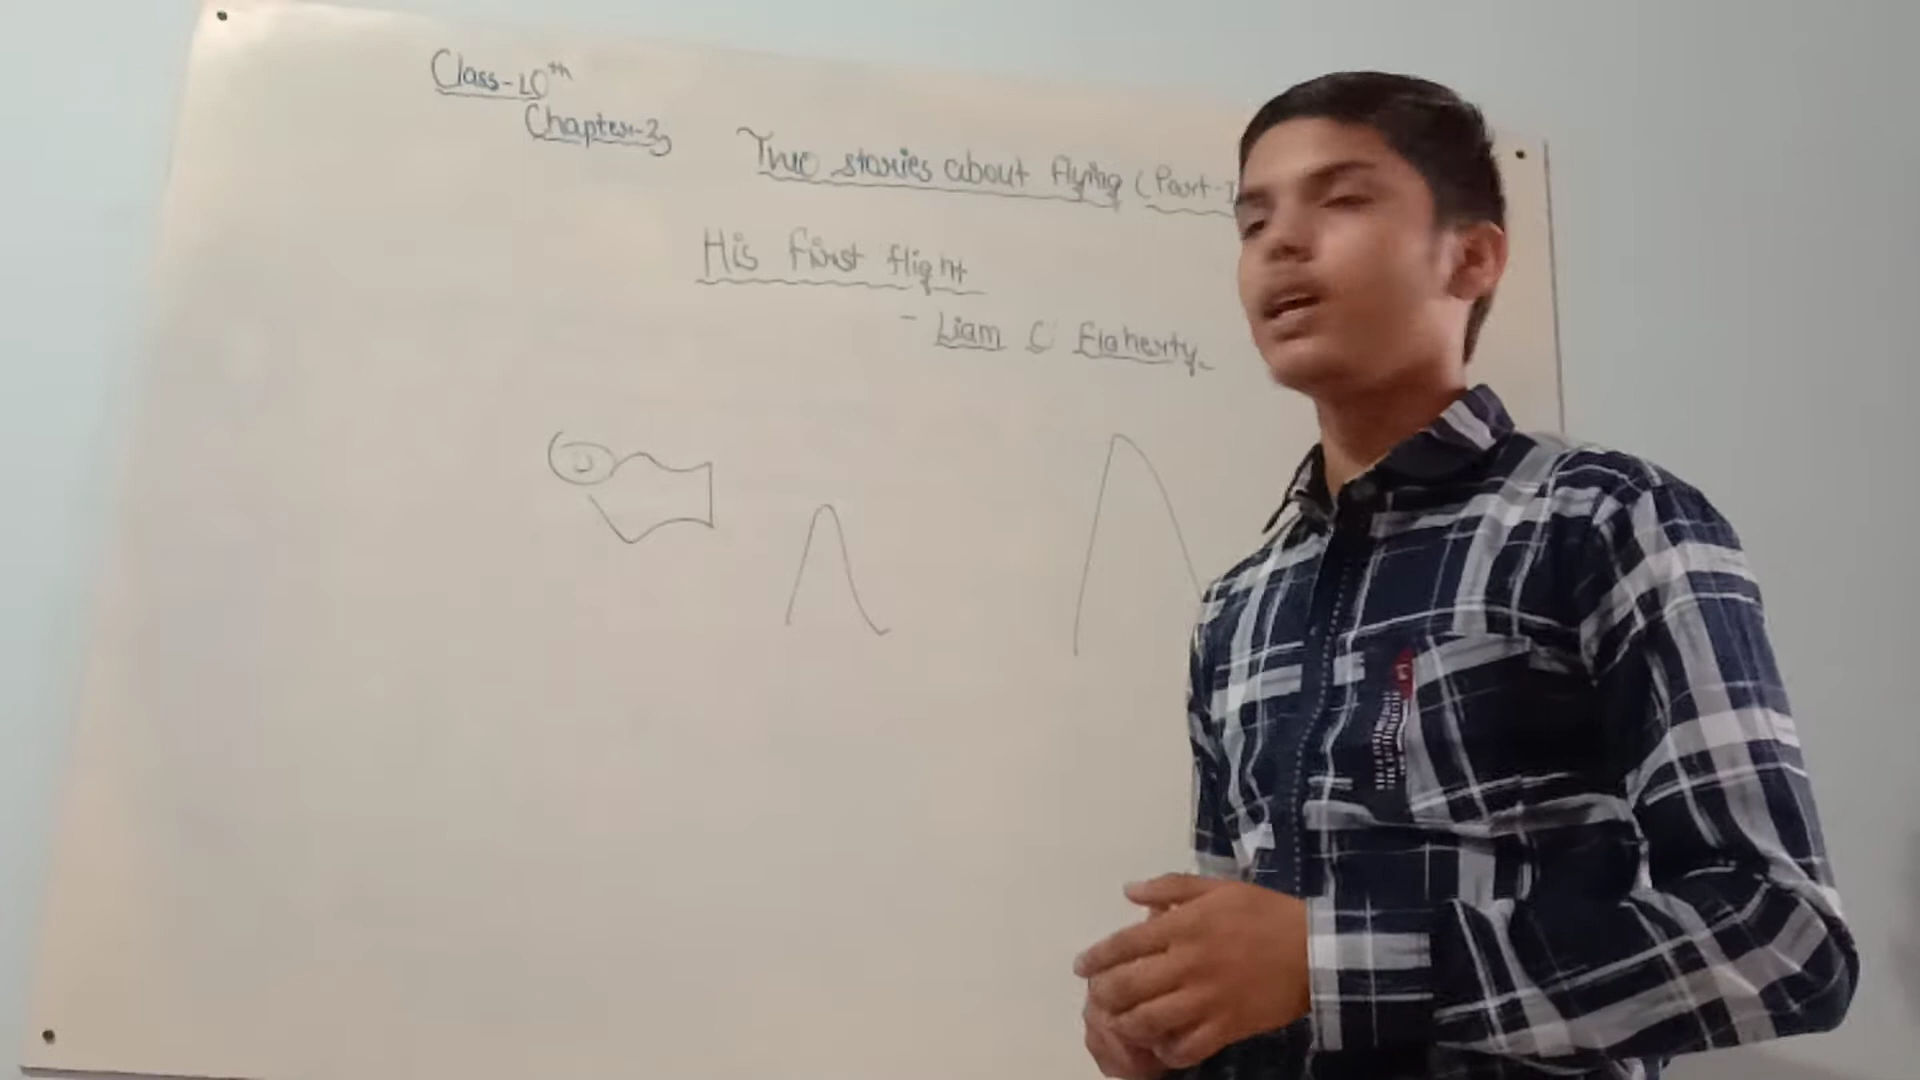 Class-10th
Chapter-3
Two stories about flying (Part-I
His first flight
- Liam O Flaherty